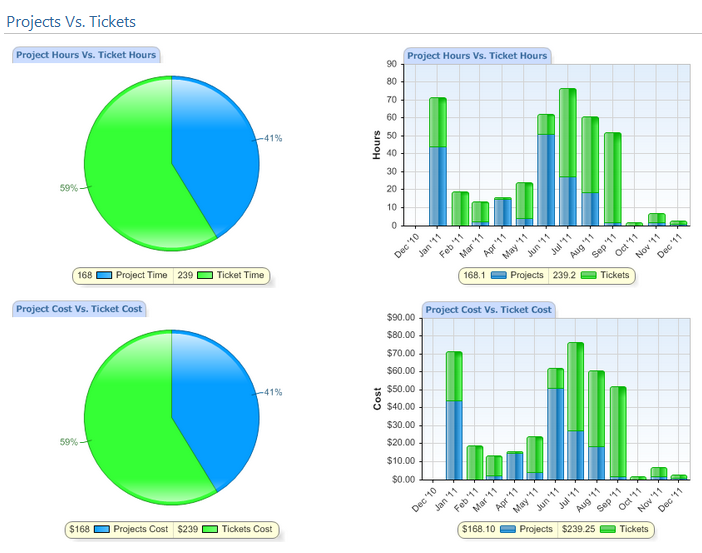 Projects Vs. Tickets
Project Hours Vs. Ticket Hours
41%
59%
168 Project Time 239 Ticket Time
Project Hours Vs. Ticket Hours
90
80
70
60
50
40
30
20
10
0
Hours
Dec '10
Jan '11
Feb '11
Mar '11
Apr '11
May '11
Jun '11
Jul '11
Aug '11
Sep '11
Oct '11
Nov '11
Dec '11
168.1 Projects 239.2 Tickets
Project Cost Vs. Ticket Cost
41%
59%
$168 Projects Cost $239 Tickets Cost
Project Cost Vs. Ticket Cost
$90.00
$80.00
$70.00
$60.00
$50.00
$40.00
$30.00
$20.00
$10.00
$0.00
Cost
Dec '10
Jan '11
Feb '11
Mar '11
Apr '11
May '11
Jun '11
Jul '11
Aug '11
Sep '11
Oct '11
Nov '11
Dec '11
$168.10 Projects $239.25 Tickets